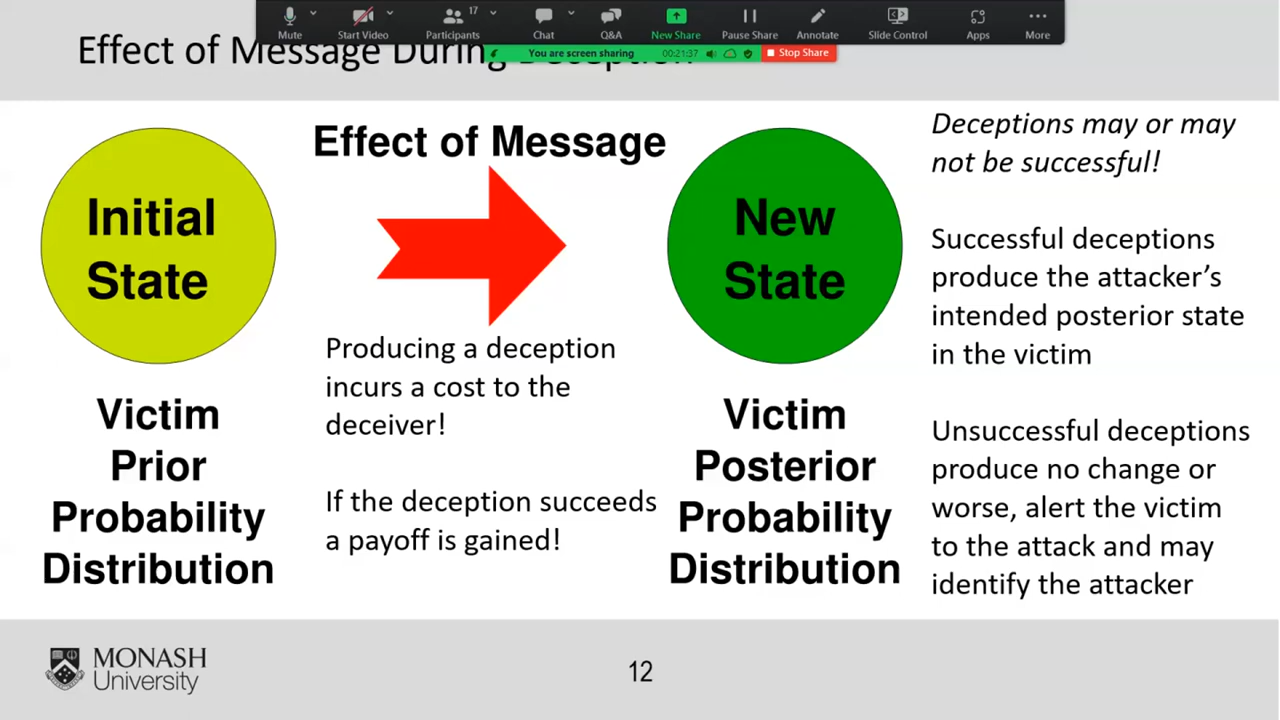 17
Mute
Start Video
Participants
Chat
Q&A
New Share
Pause Share
Annotate
Slide Control
Apps
More
You are screen sharing
00:21:37
Stop Share
Effect of Message During Deception
Effect of Message
Initial
State
New
State
Victim
Prior
Probability
Distribution
Producing a deception
incurs a cost to the
deceiver!
If the deception succeeds
a payoff is gained!
Victim
Posterior
Probability
Distribution
Deceptions may or may
not be successful!
Successful deceptions
produce the attacker's
intended posterior state
in the victim
Unsuccessful deceptions
produce no change or
worse, alert the victim
to the attack and may
identify the attacker
MONASH
University
12